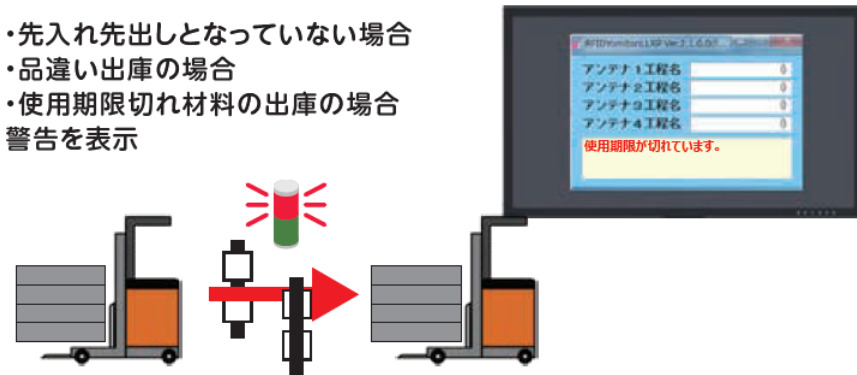 ・先入れ先出しとなっていない場合
・品違い出庫の場合
・使用期限切れ材料の出庫の場合
警告を表示
アンテナ1工程名 0
アンテナ2工程名 0
アンテナ3工程名 0
アンテナ4工程名 0
使用期限が切れています。